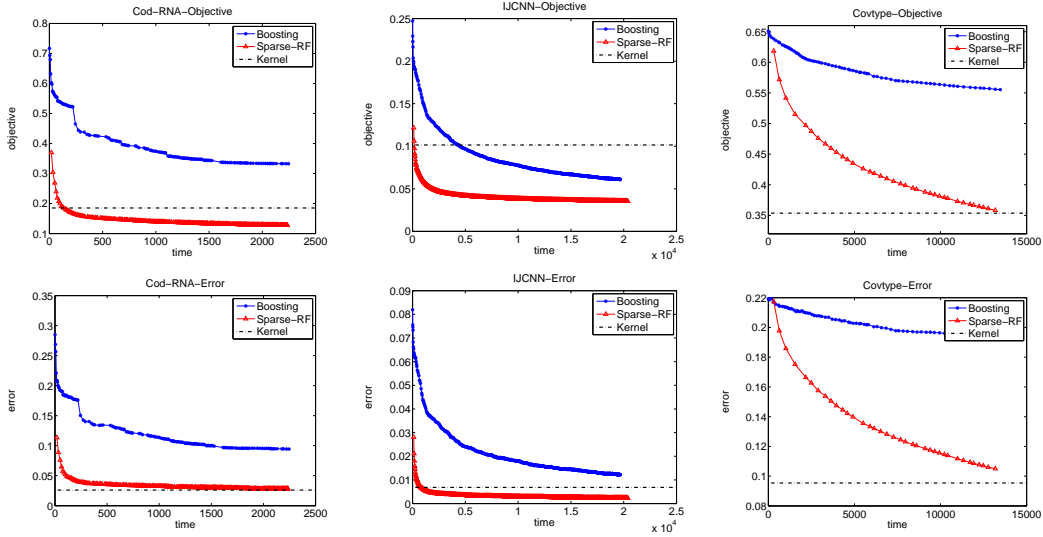 Cod-RNA-Objective
0.8
0.7
0.6
0.5
0.4
0.3
0.2
0.1
objective
0
500
1000
1500
2000
2500
time
Boosting
Sparse-RF
Kernel
IJCNN-Objective
0.25
0.2
0.15
0.1
0.05
0
objective
0
0.5
1
1.5
2
2.5
time
x 10^4
Boosting
Sparse-RF
Kernel
Covtype-Objective
0.65
0.6
0.55
0.5
0.45
0.4
0.35
objective
0
5000
10000
15000
time
Boosting
Sparse-RF
Kernel
Cod-RNA-Error
0.35
0.3
0.25
0.2
0.15
0.1
0.05
0
error
0
500
1000
1500
2000
2500
time
Boosting
Sparse-RF
Kernel
IJCNN-Error
0.09
0.08
0.07
0.06
0.05
0.04
0.03
0.02
0.01
0
error
0
0.5
1
1.5
2
2.5
time
x 10^4
Boosting
Sparse-RF
Kernel
Covtype-Error
0.22
0.2
0.18
0.16
0.14
0.12
0.1
0.08
error
0
5000
10000
15000
time
Boosting
Sparse-RF
Kernel